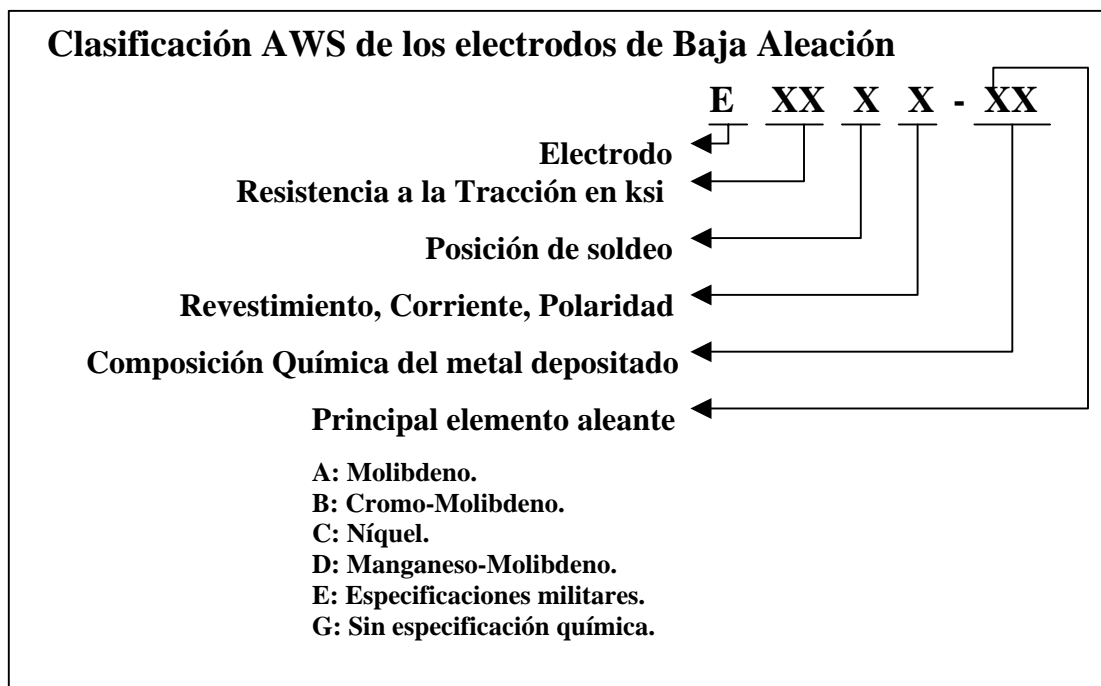 Clasificación AWS de los electrodos de Baja Aleación
E XX X X - XX
Electrodo
Resistencia a la Tracción en ksi
Posición de soldeo
Revestimiento, Corriente, Polaridad
Composición Química del metal depositado
Principal elemento aleante
A: Molibdeno.
B: Cromo-Molibdeno.
C: Níquel.
D: Manganeso-Molibdeno.
E: Especificaciones militares.
G: Sin especificación química.